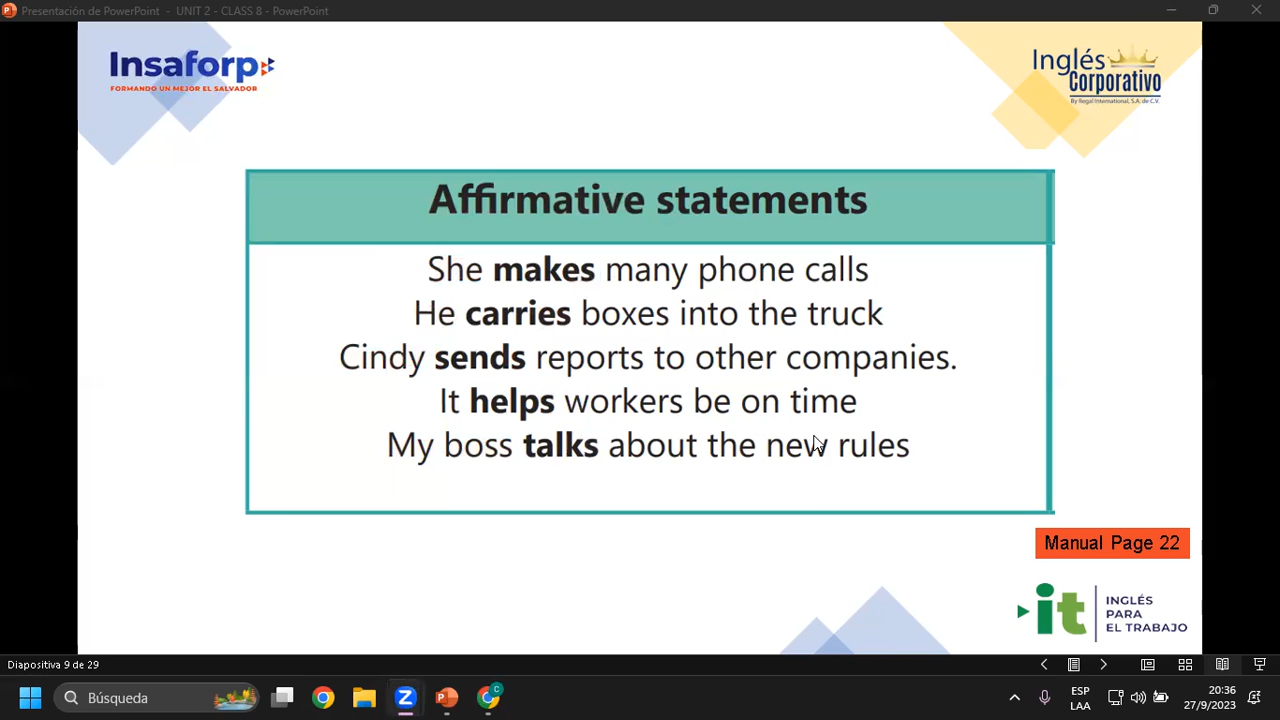 Presentación de PowerPoint - UNIT 2 - CLASS 8 - PowerPoint
Insaforp
FORMANDO UN MEJOR EL SALVADOR
Inglés
Corporativo
By Regal International, S.A. de C.V.
Affirmative statements
She makes many phone calls
He carries boxes into the truck
Cindy sends reports to other companies.
It helps workers be on time
My boss talks about the new rules
Manual Page 22
it
INGLÉS
PARA
EL TRABAJO
Diapositiva 9 de 29
Búsqueda
C
ESP
LAA
20:36
27/9/2023